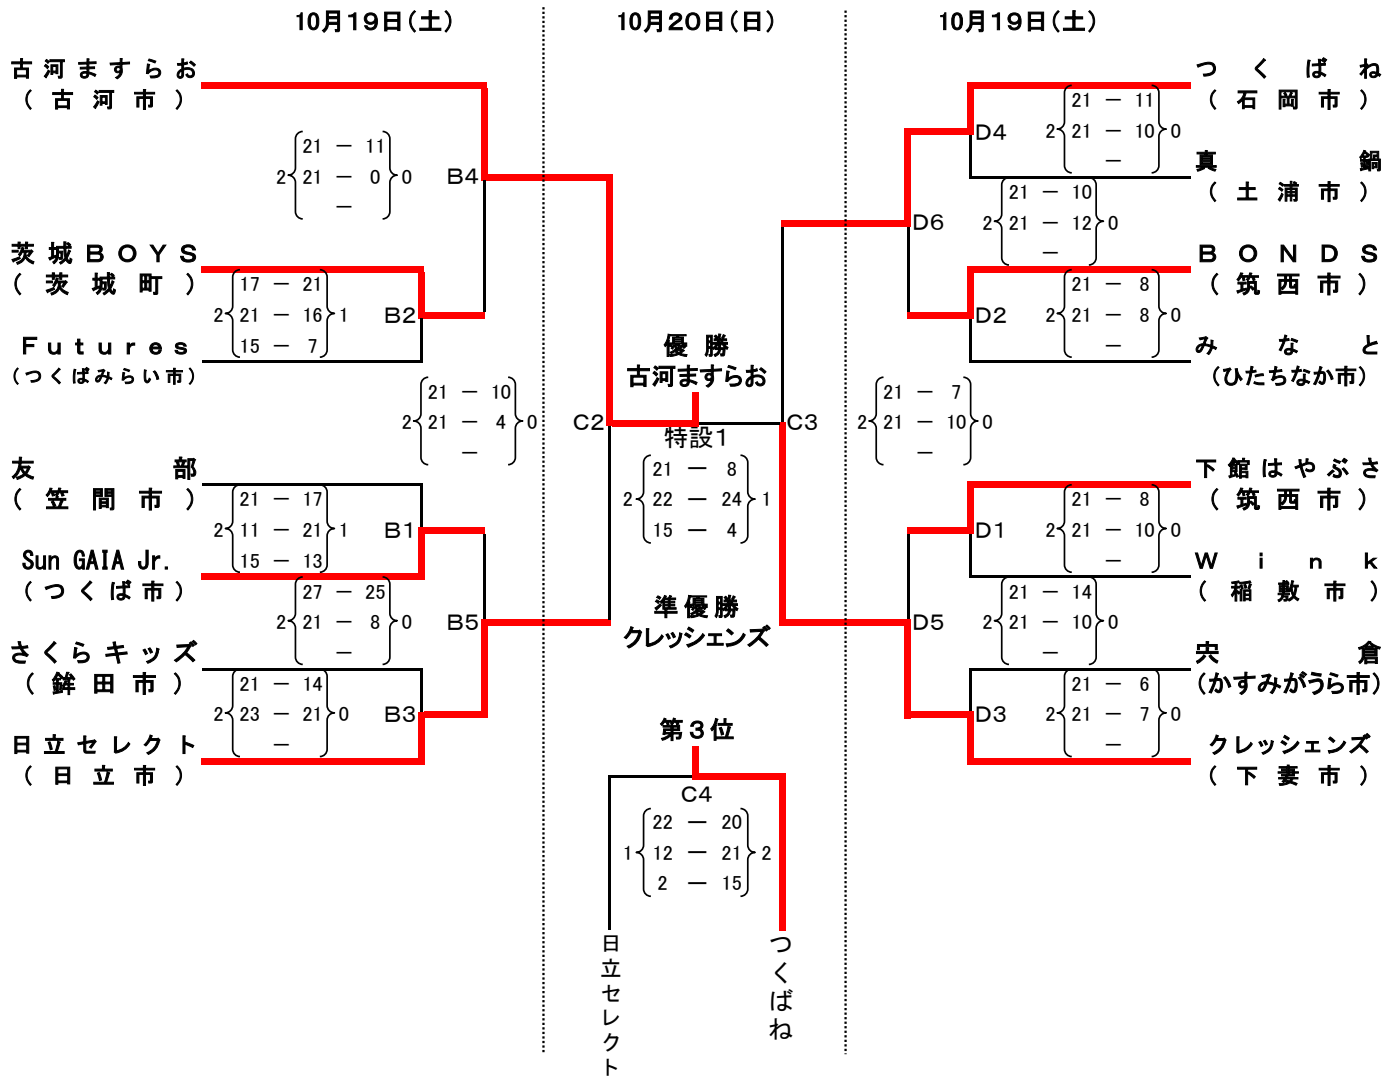 10月19日(土)
10月20日(日)
10月19日(土)
古河ますらお
(古河市)
21 － 11
2 21 － 0 0
－
B4
茨城BOYS
(茨城町)
17 － 21
2 21 － 16 1
15 － 7
B2
Futures
(つくばみらい市)
21 － 10
2 21 － 4 0
－
C2
友部
(笠間市)
21 － 17
2 11 － 21 1
15 － 13
B1
Sun GAIA Jr.
(つくば市)
27 － 25
2 21 － 8 0
－
B5
さくらキッズ
(鉾田市)
21 － 14
2 23 － 21 0
－
B3
日立セレクト
(日立市)
優勝
古河ますらお
特設1
21 － 8
2 22 － 24 1
15 － 4
準優勝
クレッシェンズ
第3位
C4
22 － 20
1 12 － 21 2
2 － 15
日立セレクト
つくばね
つくばね
(石岡市)
D4
21 － 11
2 21 － 10 0
－
真鍋
(土浦市)
D6
21 － 10
2 21 － 12 0
－
BONDS
(筑西市)
D2
21 － 8
2 21 － 8 0
－
みなと
(ひたちなか市)
C3
21 － 7
2 21 － 10 0
－
下館はやぶさ
(筑西市)
D1
21 － 8
2 21 － 10 0
－
Wink
(稲敷市)
D5
21 － 14
2 21 － 10 0
－
宍倉
(かすみがうら市)
D3
21 － 6
2 21 － 7 0
－
クレッシェンズ
(下妻市)